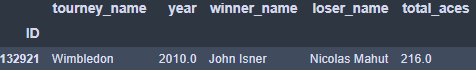 tourney_name year winner_name loser_name total_aces
ID
132921 Wimbledon 2010.0 John Isner Nicolas Mahut 216.0